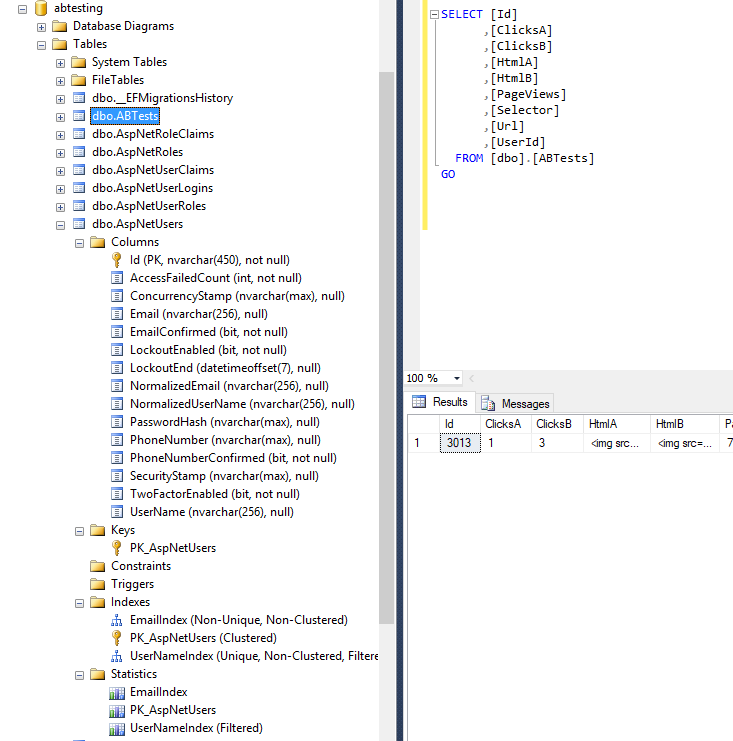 abtesting
Database Diagrams
Tables
System Tables
FileTables
dbo.__EFMigrationsHistory
dbo.ABTests
dbo.AspNetRoleClaims
dbo.AspNetRoles
dbo.AspNetUserClaims
dbo.AspNetUserLogins
dbo.AspNetUserRoles
dbo.AspNetUsers
Columns
Id (PK, nvarchar(450), not null)
AccessFailedCount (int, not null)
ConcurrencyStamp (nvarchar(max), null)
Email (nvarchar(256), null)
EmailConfirmed (bit, not null)
LockoutEnabled (bit, not null)
LockoutEnd (datetimeoffset(7), null)
NormalizedEmail (nvarchar(256), null)
NormalizedUserName (nvarchar(256), null)
PasswordHash (nvarchar(max), null)
PhoneNumber (nvarchar(max), null)
PhoneNumberConfirmed (bit, not null)
SecurityStamp (nvarchar(max), null)
TwoFactorEnabled (bit, not null)
UserName (nvarchar(256), null)
Keys
PK_AspNetUsers
Constraints
Triggers
Indexes
EmailIndex (Non-Unique, Non-Clustered)
PK_AspNetUsers (Clustered)
UserNameIndex (Unique, Non-Clustered, Filtere
Statistics
EmailIndex
PK_AspNetUsers
UserNameIndex (Filtered)
SELECT [Id]
,[ClicksA]
,[ClicksB]
,[HtmlA]
,[HtmlB]
,[PageViews]
,[Selector]
,[Url]
,[UserId]
FROM [dbo].[ABTests]
GO
100 %
Results Messages
Id ClicksA ClicksB HtmlA HtmlB Pa
1 3013 1 3 <img src... <img src=... 7